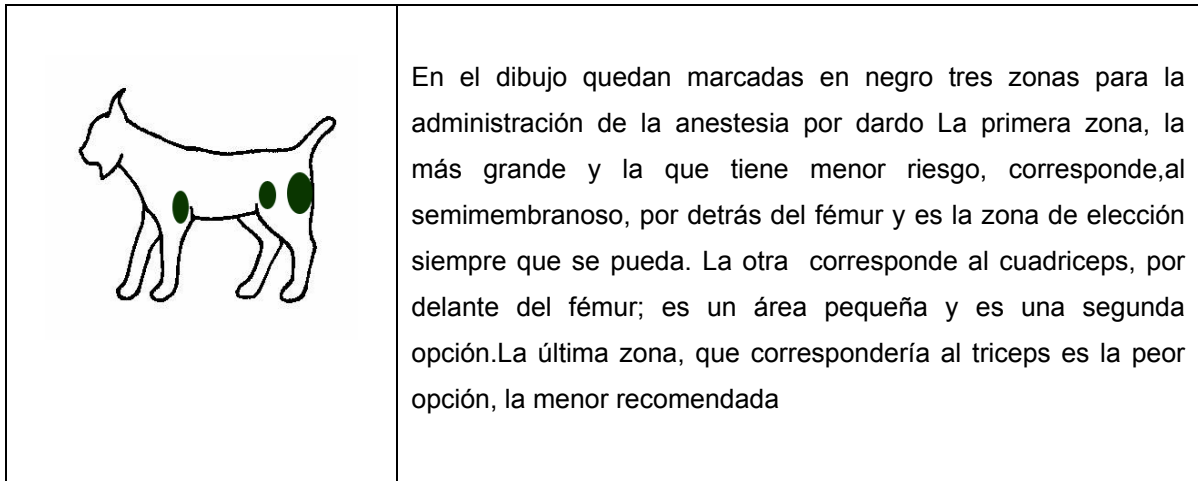 En el dibujo quedan marcadas en negro tres zonas para la
administración de la anestesia por dardo La primera zona, la
más grande y la que tiene menor riesgo, corresponde,al
semimembranoso, por detrás del fémur y es la zona de elección
siempre que se pueda. La otra corresponde al cuadriceps, por
delante del fémur; es un área pequeña y es una segunda
opción.La última zona, que correspondería al triceps es la peor
opción, la menor recomendada